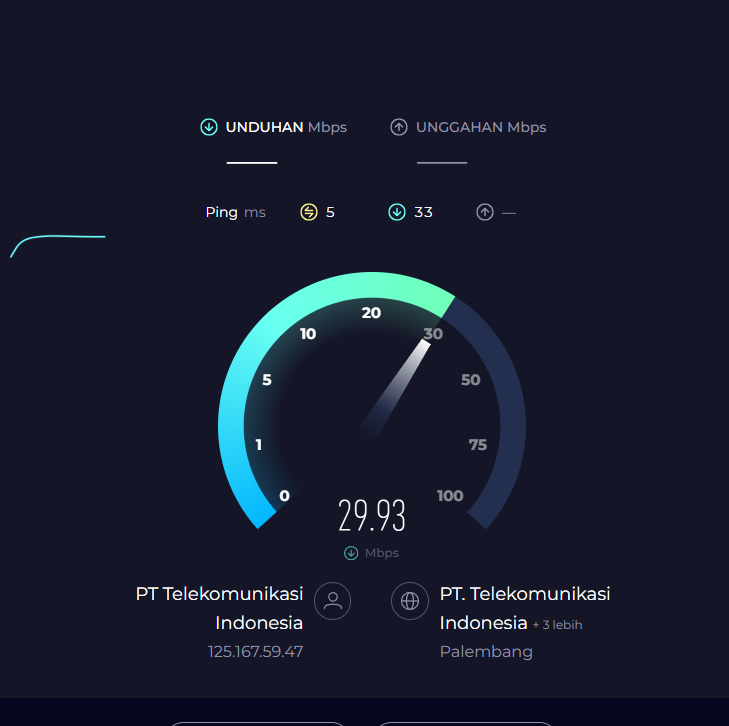 UNDUHAN Mbps
UNGGAHAN Mbps
Ping ms 5 33 —
0
1
5
10
20
30
50
75
100
29.93
Mbps
PT Telekomunikasi
Indonesia
125.167.59.47
PT. Telekomunikasi
Indonesia + 3 lebih
Palembang